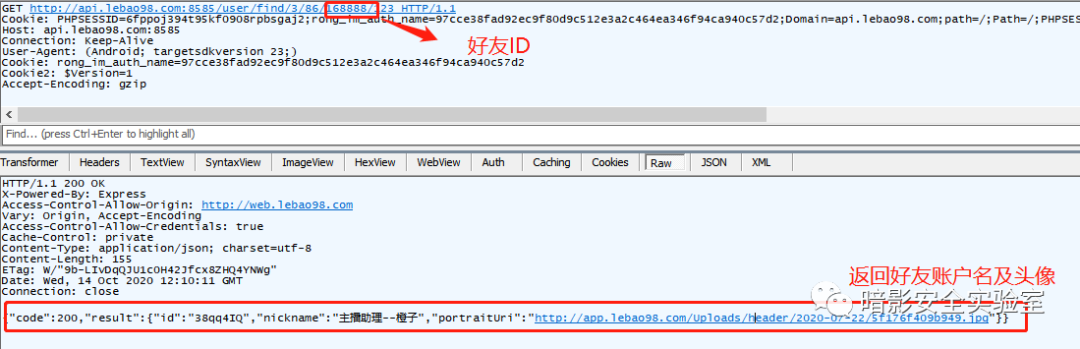 GET http://api.lebao98.com:8585/user/find/3/86/168888/123 HTTP/1.1
Cookie: PHPSESSID=6fppoj394t95kf0908rpbsgaj2;rong_im_auth_name=97cce38fad92ec9f80d9c512e3a2c464ea346f94ca940c57d2;Domain=api.lebao98.com;path=/;Path=/;PHPSES
Host: api.lebao98.com:8585
好友ID
Connection: Keep-Alive
User-Agent: (Android; targetsdkversion 23;)
Cookie: rong_im_auth_name=97cce38fad92ec9f80d9c512e3a2c464ea346f94ca940c57d2
Cookie2: $Version=1
Accept-Encoding: gzip
Find... (press Ctrl+Enter to highlight all)
Transformer Headers TextView SyntaxView ImageView HexView WebView Auth Caching Cookies Raw JSON XML
HTTP/1.1 200 OK
X-Powered-By: Express
Access-Control-Allow-Origin: http://web.lebao98.com
Vary: Origin, Accept-Encoding
Access-Control-Allow-Credentials: true
Cache-Control: private
Content-Type: application/json; charset=utf-8
Content-Length: 155
ETag: W/"9b-LIvDqQJU1cOH42Jfcx8ZHQ4YNWg"
Date: Wed, 14 Oct 2020 12:10:11 GMT
返回好友账户名及头像
Connection: close
暗影安全实验室
{"code":200,"result":{"id":"38qq4IQ","nickname":"主播助理--橙子","portraitUri":"http://app.lebao98.com/Uploads/header/2020-07-22/5f176f409b949.jpg"}}